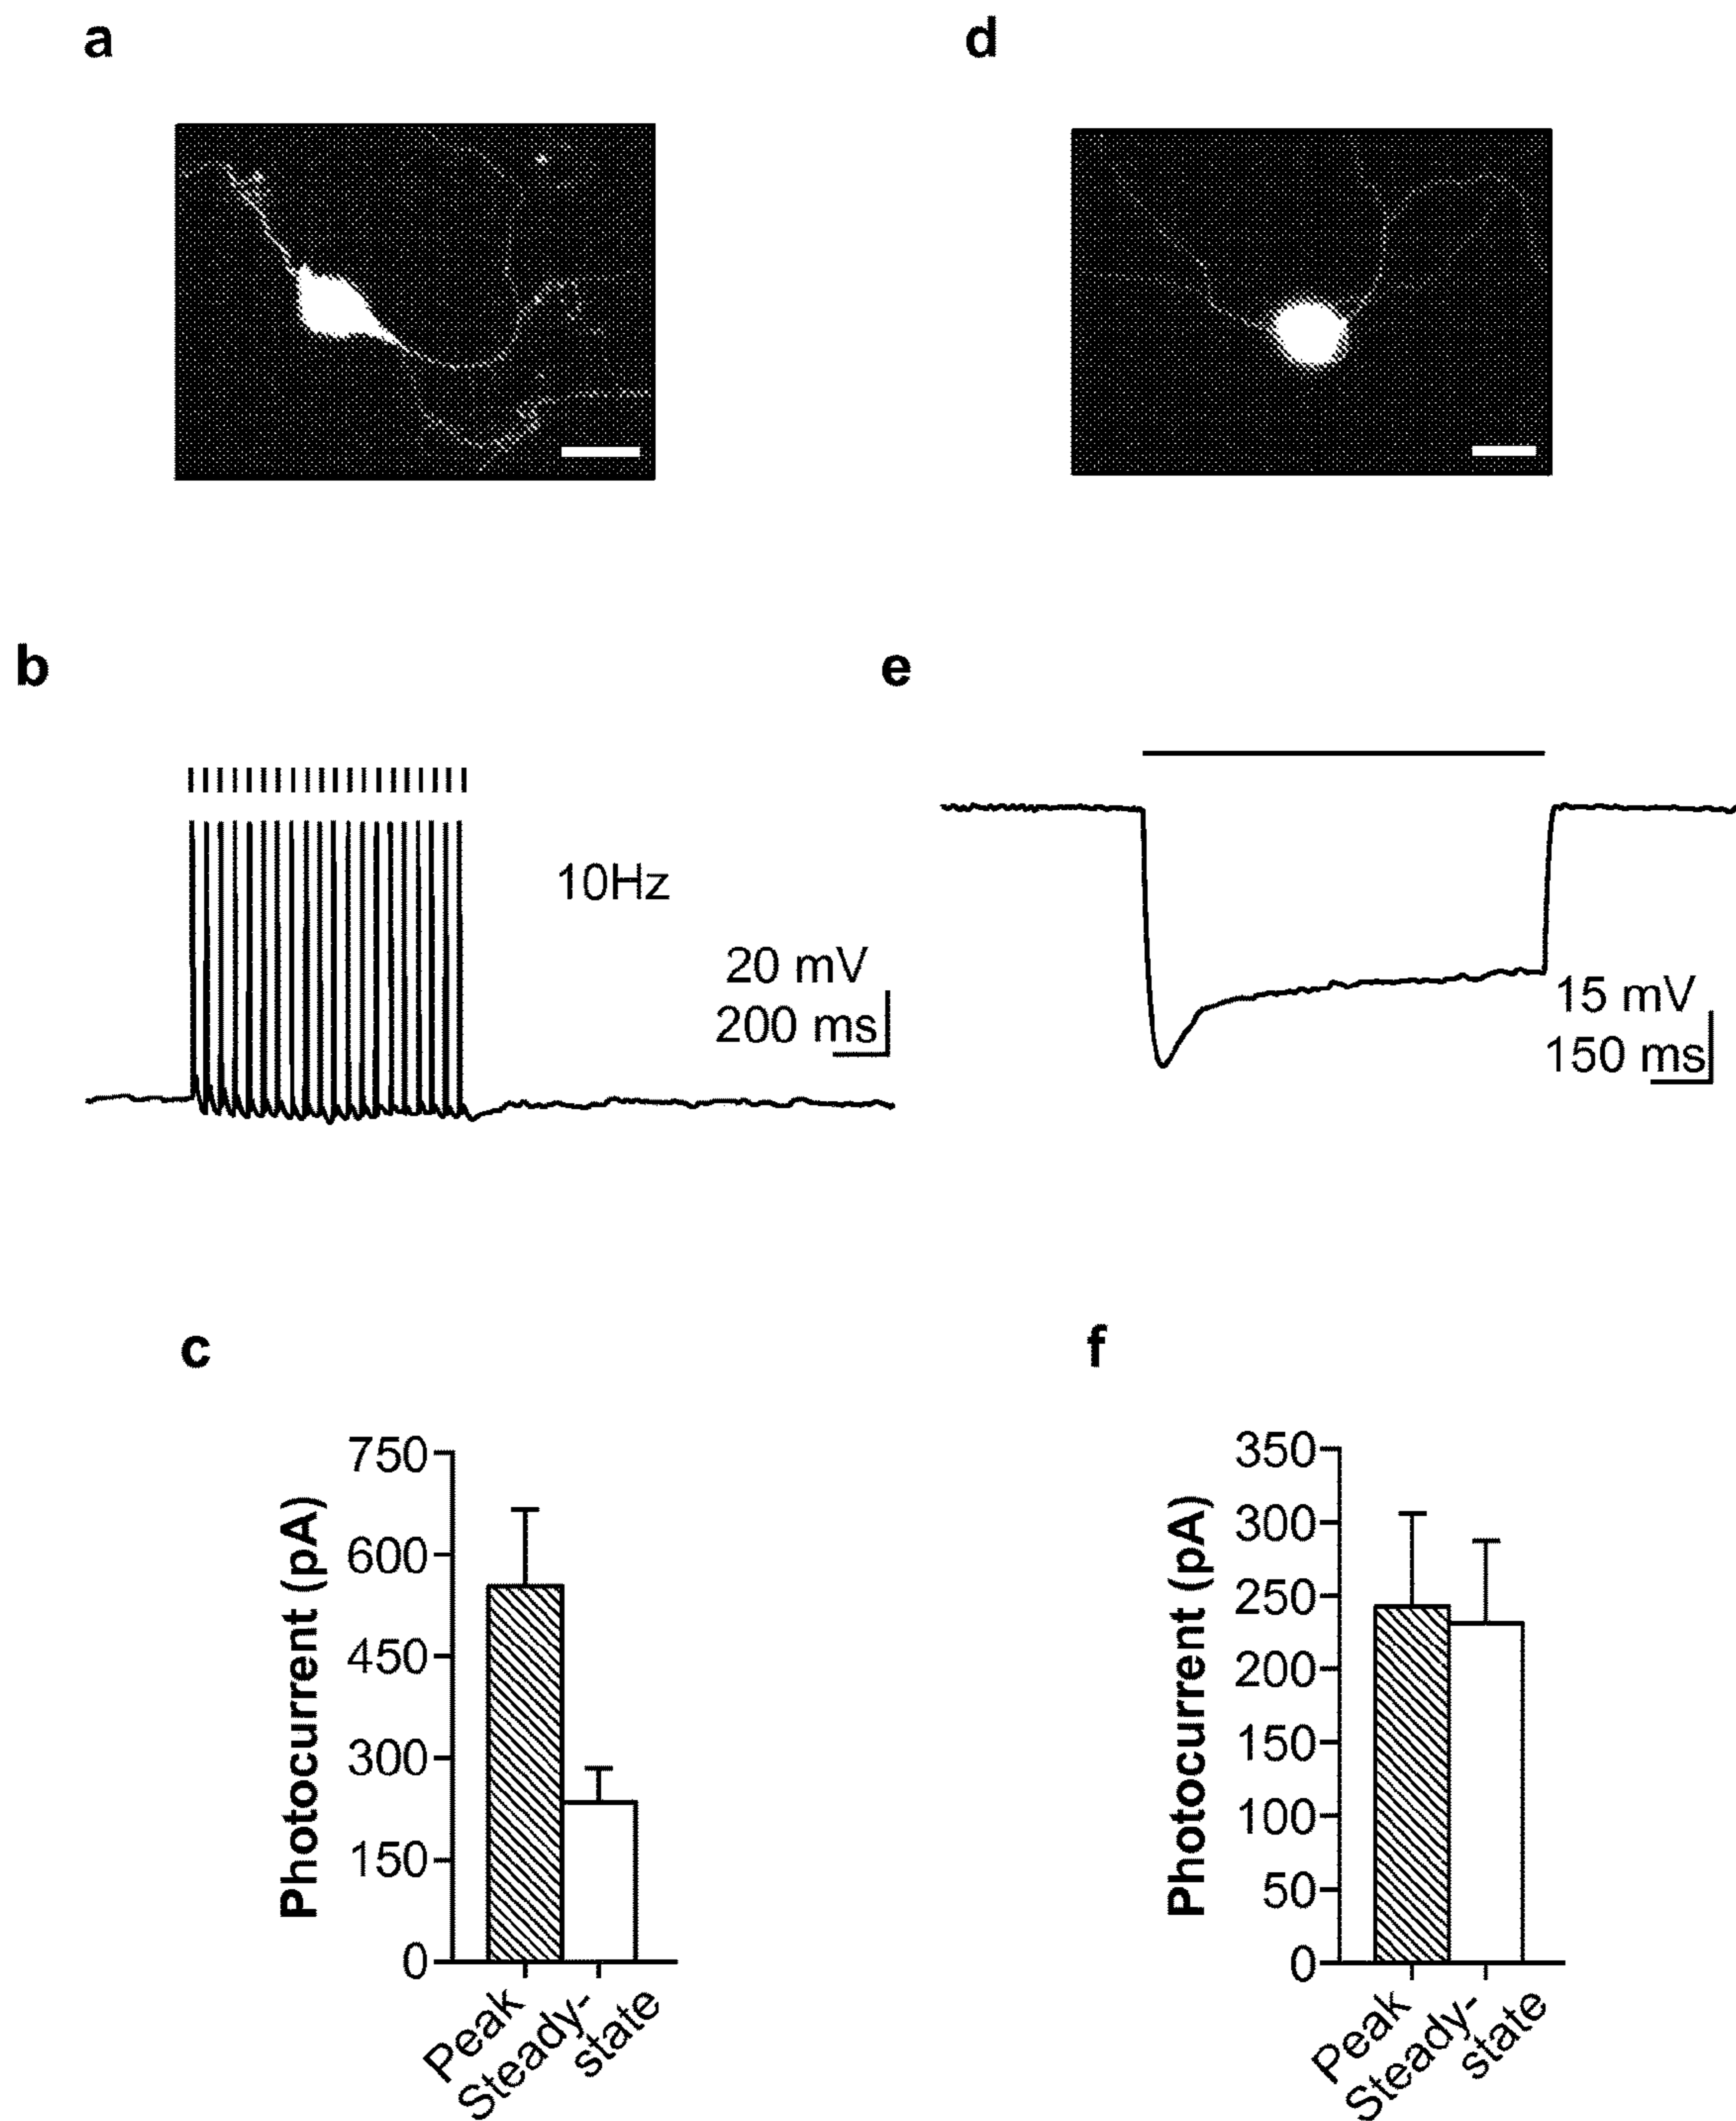 a
d
b
e
10Hz
20 mV
200 ms
15 mV
150 ms
c
f
Photocurrent (pA)
750
600
450
300
150
0
Peak
Steady-
state
Photocurrent (pA)
350
300
250
200
150
100
50
0
Peak
Steady-
state